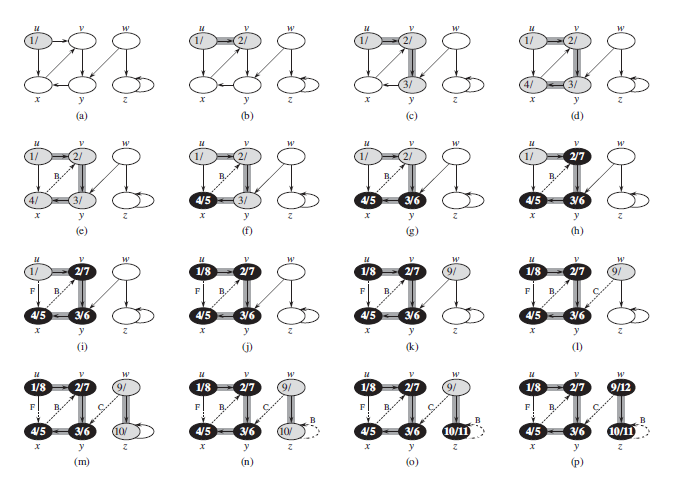 u v w
1/
x y z
(a)
u v w
1/ 2/
x y z
(b)
u v w
1/ 2/
3/
x y z
(c)
u v w
1/ 2/
4/ 3/
x y z
(d)
u v w
1/ 2/
B
4/ 3/
x y z
(e)
u v w
1/ 2/
B
4/5 3/
x y z
(f)
u v w
1/ 2/
B
4/5 3/6
x y z
(g)
u v w
1/ 2/7
B
4/5 3/6
x y z
(h)
u v w
1/ 2/7
F B
4/5 3/6
x y z
(i)
u v w
1/8 2/7
F B
4/5 3/6
x y z
(j)
u v w
1/8 2/7 9/
F B
4/5 3/6
x y z
(k)
u v w
1/8 2/7 9/
F B C
4/5 3/6
x y z
(l)
u v w
1/8 2/7 9/
F B C
4/5 3/6 10/
x y z
(m)
u v w
1/8 2/7 9/
F B C
B
4/5 3/6 10/
x y z
(n)
u v w
1/8 2/7 9/
F B C
B
4/5 3/6 10/11
x y z
(o)
u v w
1/8 2/7 9/12
F B C
B
4/5 3/6 10/11
x y z
(p)